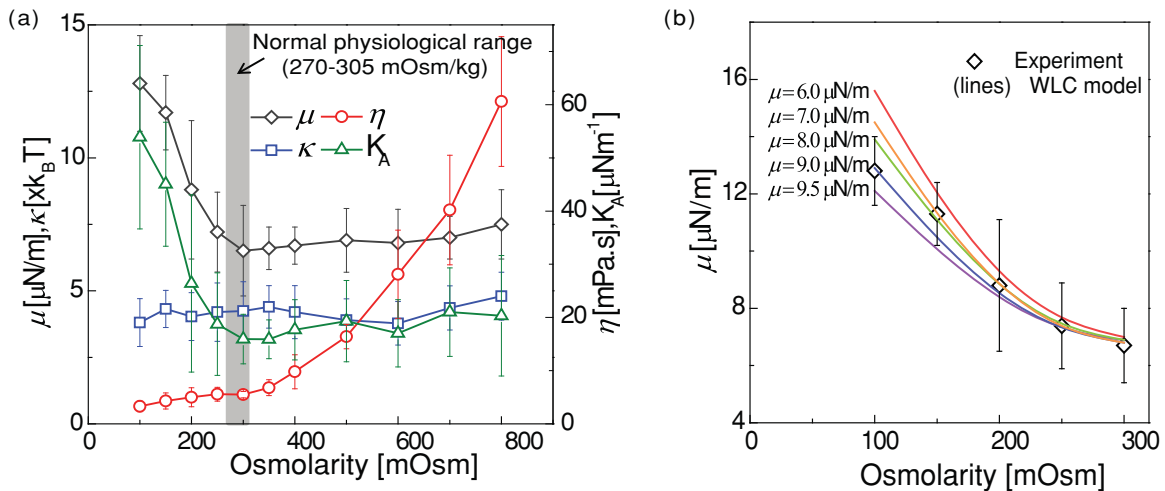 (a)
15
10
5
0
μ[μN/m],κ[xk_BT]
Normal physiological range
(270-305 mOsm/kg)
μ
η
κ
K_A
60
40
20
0
η[mPa.s],K_A[μNm⁻¹]
0
200
400
600
800
Osmolarity [mOsm]
(b)
16
12
8
4
μ[μN/m]
Experiment
(lines) WLC model
μ=6.0 μN/m
μ=7.0 μN/m
μ=8.0 μN/m
μ=9.0 μN/m
μ=9.5 μN/m
0
100
200
300
Osmolarity [mOsm]